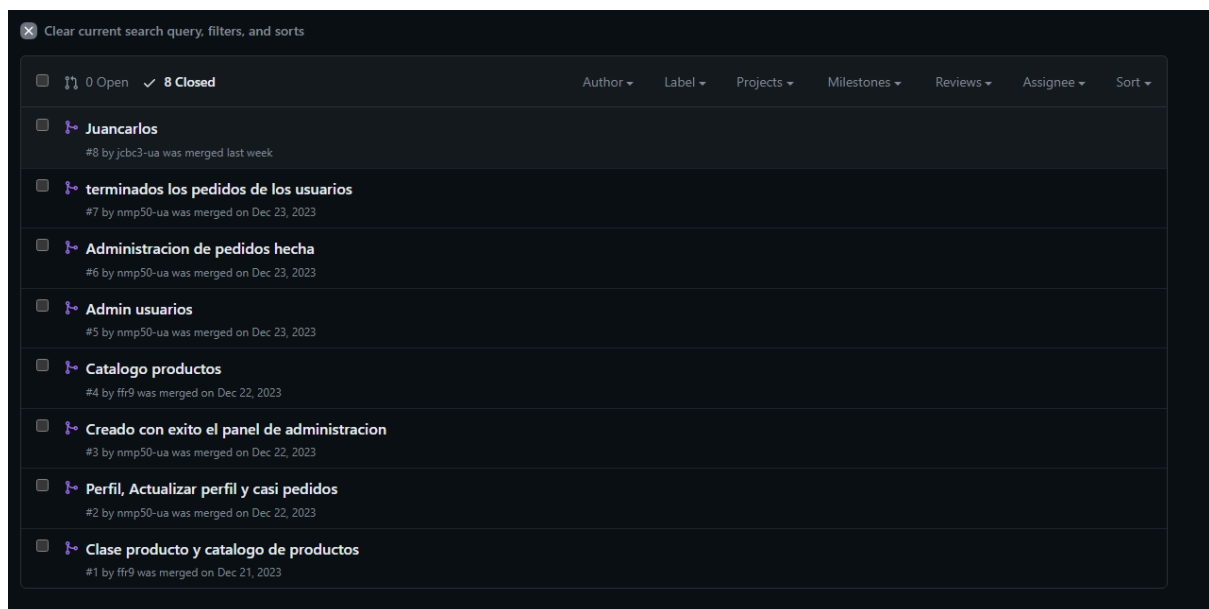 Clear current search query, filters, and sorts
0 Open 8 Closed Author Label Projects Milestones Reviews Assignee Sort
Juancarlos
#8 by jcbc3-ua was merged last week
terminados los pedidos de los usuarios
#7 by nmp50-ua was merged on Dec 23, 2023
Administracion de pedidos hecha
#6 by nmp50-ua was merged on Dec 23, 2023
Admin usuarios
#5 by nmp50-ua was merged on Dec 23, 2023
Catalogo productos
#4 by ffr9 was merged on Dec 22, 2023
Creado con exito el panel de administracion
#3 by nmp50-ua was merged on Dec 22, 2023
Perfil, Actualizar perfil y casi pedidos
#2 by nmp50-ua was merged on Dec 22, 2023
Clase producto y catalogo de productos
#1 by ffr9 was merged on Dec 21, 2023